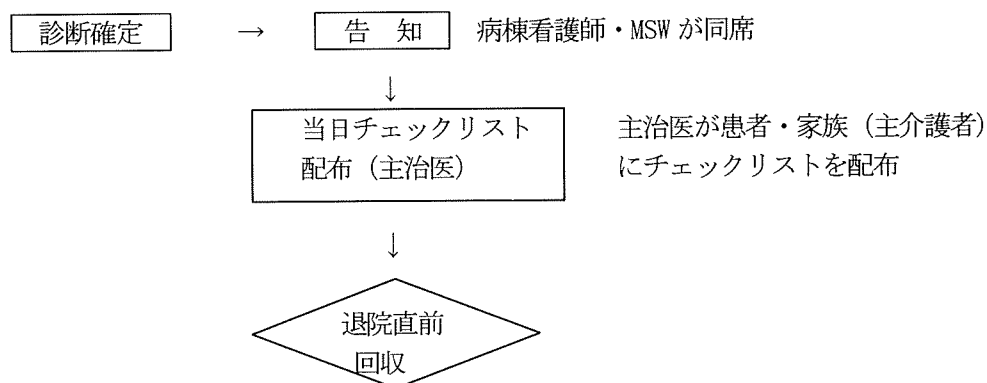 診断確定 → 告 知 病棟看護師・MSW が同席
↓
当日チェックリスト
配布（主治医）
主治医が患者・家族（主介護者）
にチェックリストを配布
↓
退院直前
回収